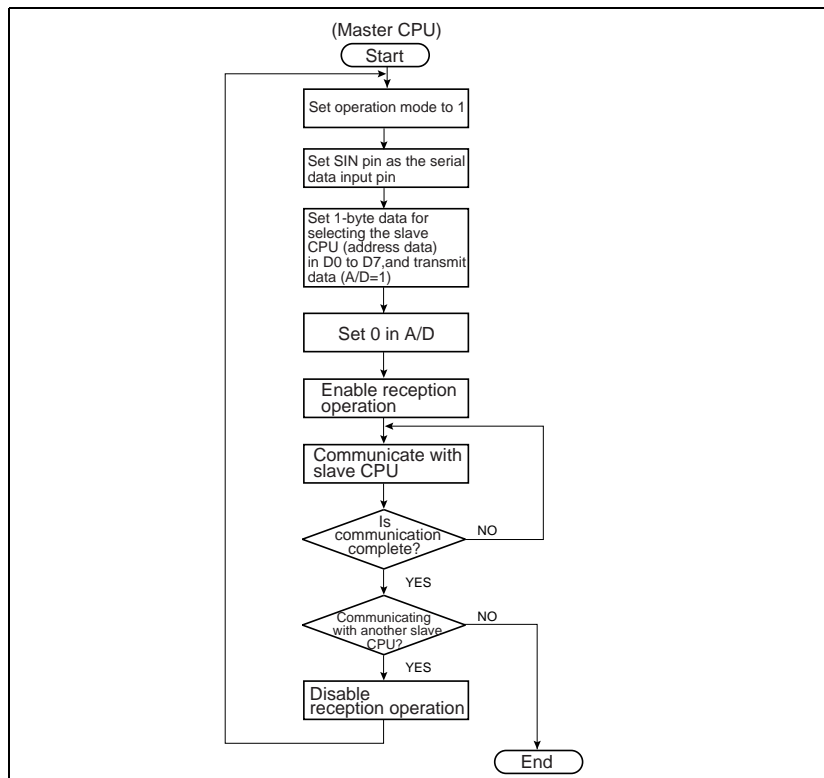 (Master CPU)
Start
Set operation mode to 1
Set SIN pin as the serial
data input pin
Set 1-byte data for
selecting the slave
CPU (address data)
in D0 to D7,and transmit
data (A/D=1)
Set 0 in A/D
Enable reception
operation
Communicate with
slave CPU
Is
communication
complete?
NO
YES
Communicating
with another slave
CPU?
NO
YES
Disable
reception operation
End